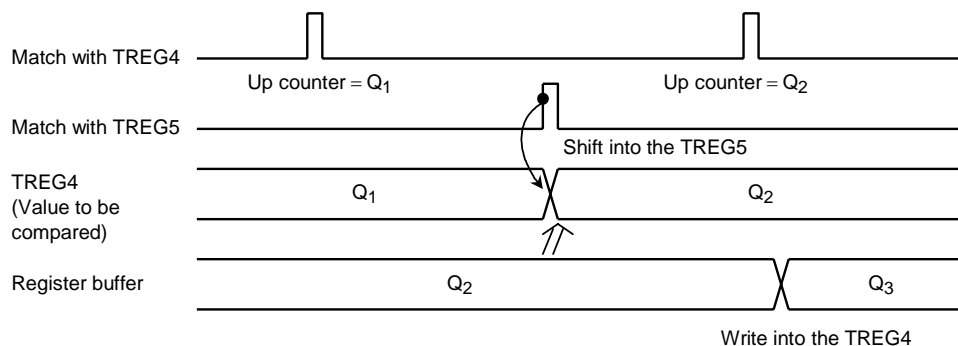 Match with TREG4
Up counter = Q1
Up counter = Q2
Match with TREG5
Shift into the TREG5
TREG4
(Value to be
compared)
Q1
Q2
Register buffer
Q2
Q3
Write into the TREG4